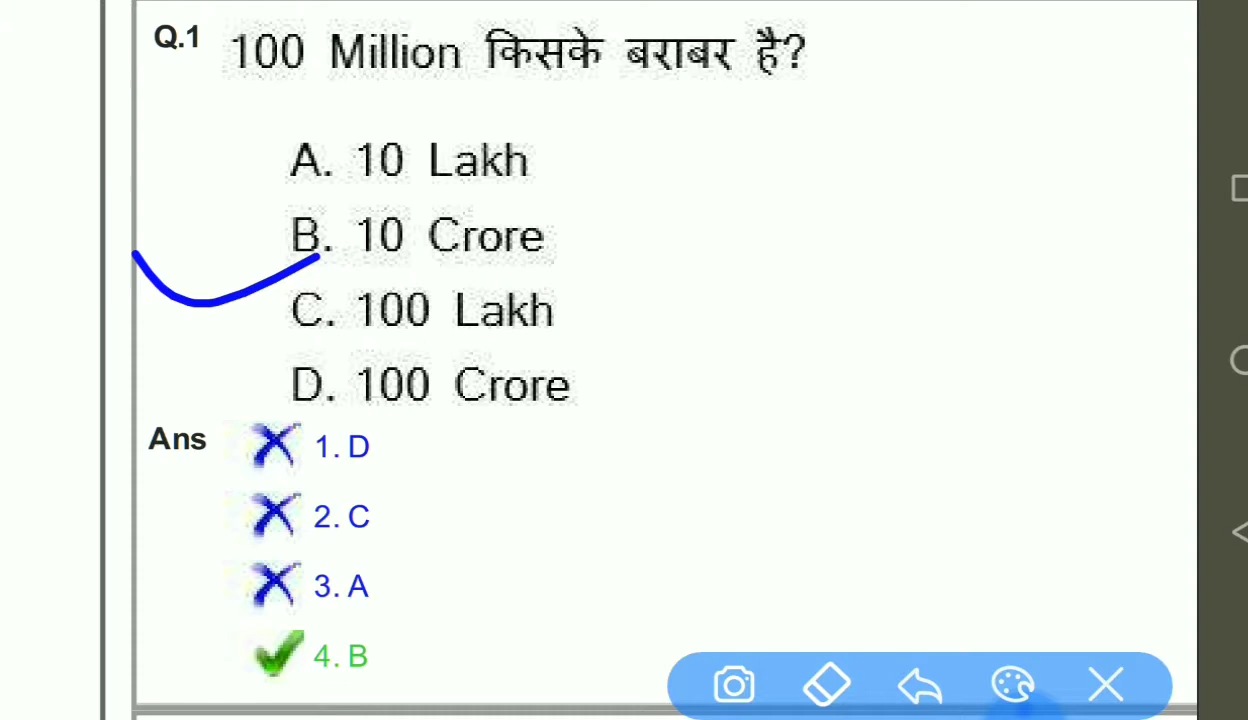 Q.1 100 Million किसके बराबर है?
A. 10 Lakh
B. 10 Crore
C. 100 Lakh
D. 100 Crore
Ans 1. D
2. C
3. A
4. B